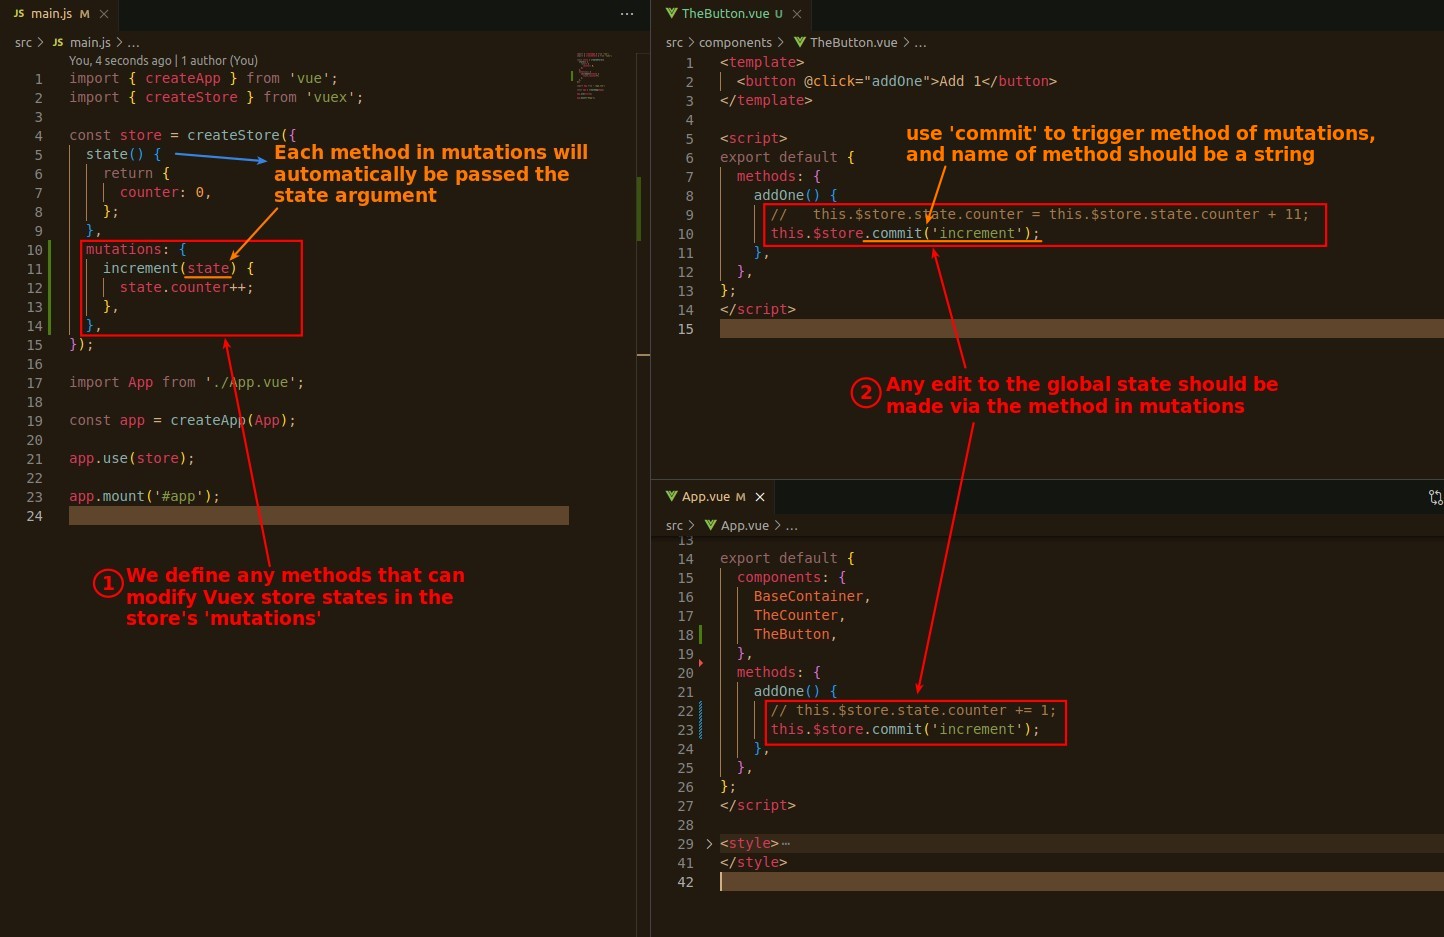 JS main.js M ×
···
src > JS main.js > ...
You, 4 seconds ago | 1 author (You)
1 import { createApp } from 'vue';
2 import { createStore } from 'vuex';
3
4 const store = createStore({
5 state() {
6 return {
7 counter: 0,
8 };
9 },
10 mutations: {
11 increment(state) {
12 state.counter++;
13 },
14 },
15 });
16
17 import App from './App.vue';
18
19 const app = createApp(App);
20
21 app.use(store);
22
23 app.mount('#app');
24
Each method in mutations will
automatically be passed the
state argument
1 We define any methods that can
modify Vuex store states in the
store's 'mutations'
TheButton.vue U ×
src > components > TheButton.vue > ...
1 <template>
2 <button @click="addOne">Add 1</button>
3 </template>
4
5 <script>
6 export default {
7 methods: {
8 addOne() {
9 // this.$store.state.counter = this.$store.state.counter + 11;
10 this.$store.commit('increment');
11 },
12 },
13 };
14 </script>
15
use 'commit' to trigger method of mutations,
and name of method should be a string
2 Any edit to the global state should be
made via the method in mutations
App.vue M ×
src > App.vue > ...
13
14 export default {
15 components: {
16 BaseContainer,
17 TheCounter,
18 TheButton,
19 },
20 methods: {
21 addOne() {
22 // this.$store.state.counter += 1;
23 this.$store.commit('increment');
24 },
25 },
26 };
27 </script>
28
29 > <style>···
41 </style>
42